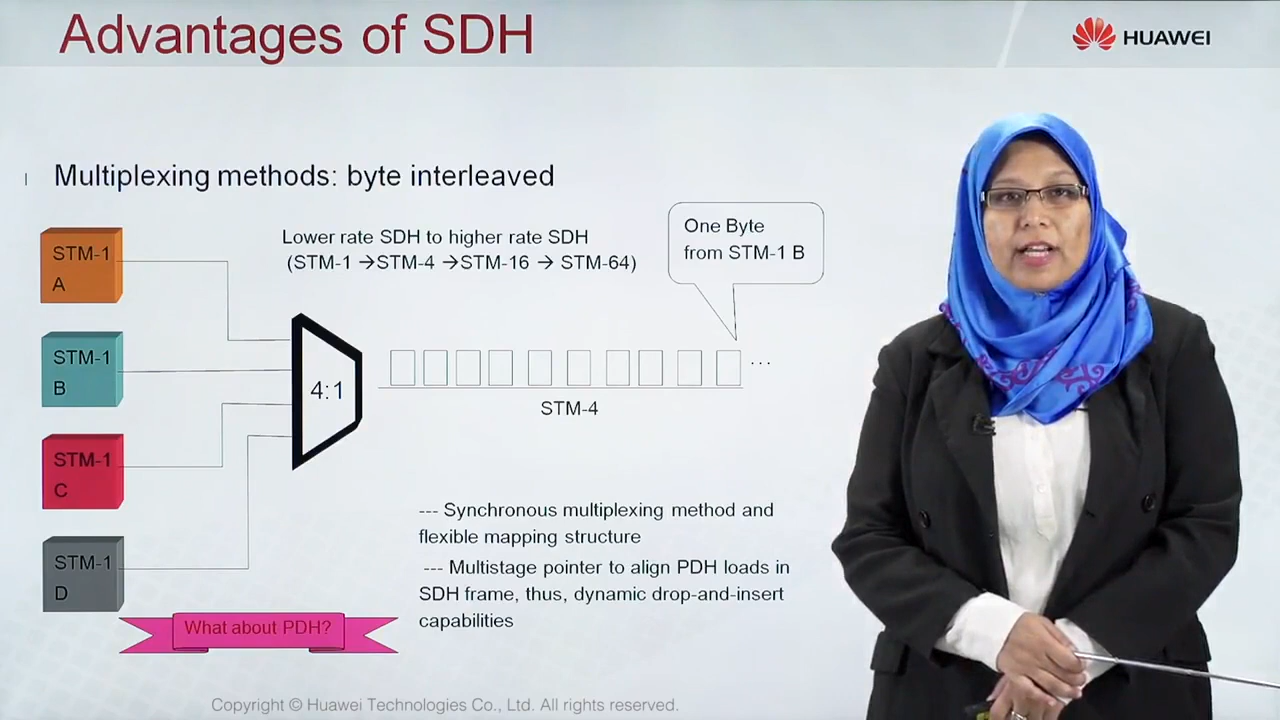 Advantages of SDH
HUAWEI
Multiplexing methods: byte interleaved
STM-1
A
Lower rate SDH to higher rate SDH
(STM-1 →STM-4 →STM-16 → STM-64)
One Byte
from STM-1 B
STM-1
B
4:1
...
STM-4
STM-1
C
--- Synchronous multiplexing method and
flexible mapping structure
STM-1
D
--- Multistage pointer to align PDH loads in
SDH frame, thus, dynamic drop-and-insert
capabilities
What about PDH?
Copyright © Huawei Technologies Co., Ltd. All rights reserved.